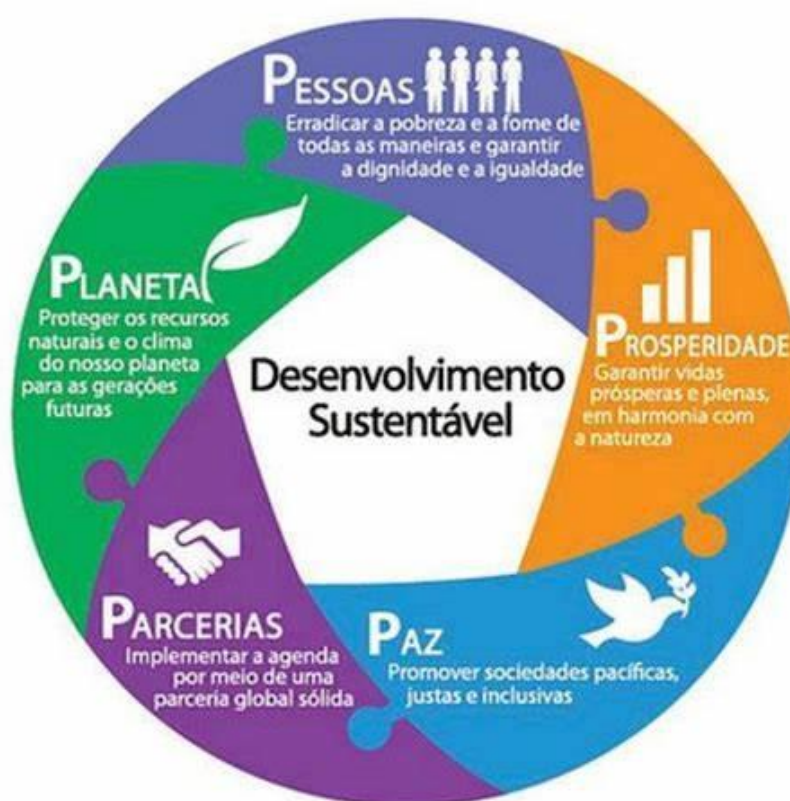 PESSOAS
Erradicar a pobreza e a fome de
todas as maneiras e garantir
a dignidade e a igualdade
PROSPERIDADE
Garantir vidas
prósperas e plenas,
em harmonia com
a natureza
PAZ
Promover sociedades pacíficas,
justas e inclusivas
PARCERIAS
Implementar a agenda
por meio de uma
parceria global sólida
PLANETA
Proteger os recursos
naturais e o clima
do nosso planeta
para as gerações
futuras
Desenvolvimento
Sustentável